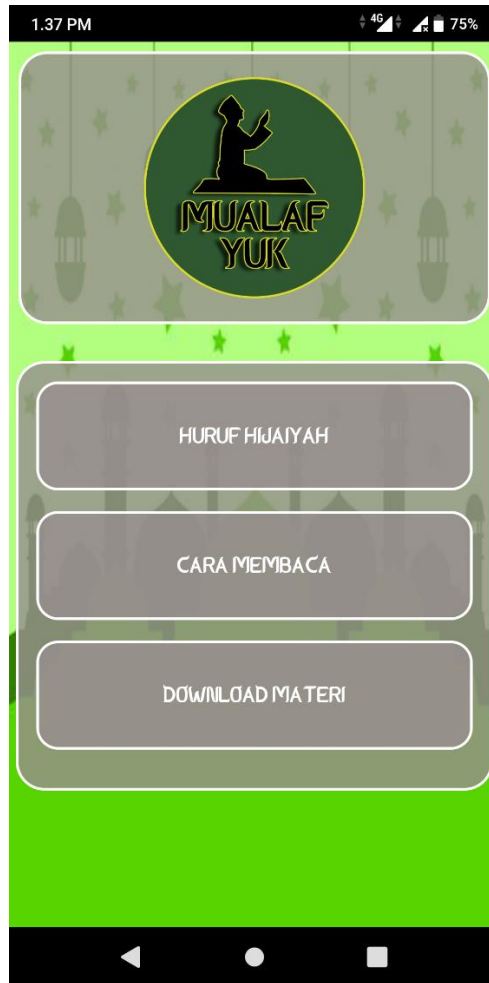 1.37 PM
4G
75%
MUALAF
YUK
HURUF HIJAIYAH
CARA MEMBACA
DOWNLOAD MATERI